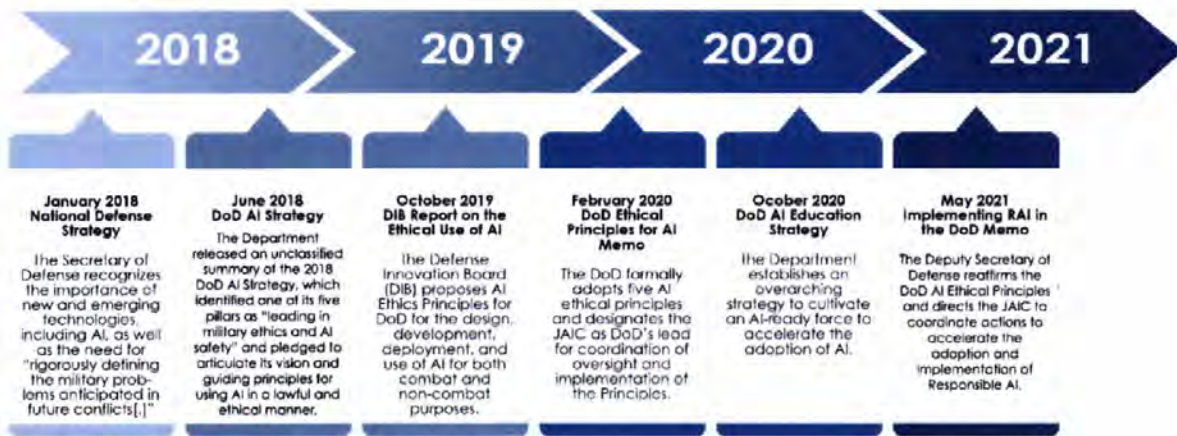 2018
2019
2020
2021
January 2018
National Defense
Strategy
The Secretary of
Defense recognizes
the importance of
new and emerging
technologies,
including AI, as well
as the need for
"rigorously defining
the military prob-
lems anticipated in
future conflicts[.]"
June 2018
DoD AI Strategy
The Department
released an unclassified
summary of the 2018
DoD AI Strategy, which
identified one of its five
pillars as "leading in
military ethics and AI
safety" and pledged to
articulate its vision and
guiding principles for
using AI in a lawful and
ethical manner.
October 2019
DIB Report on the
Ethical Use of AI
The Defense
Innovation Board
(DIB) proposes AI
Ethics Principles for
DoD for the design,
development,
deployment, and
use of AI for both
combat and
non-combat
purposes.
February 2020
DoD Ethical
Principles for AI
Memo
The DoD formally
adopts five AI
ethical principles
and designates the
JAIC as DoD's lead
for coordination of
oversight and
implementation of
the Principles.
Ocober 2020
DoD AI Education
Strategy
The Department
establishes an
overarching
strategy to cultivate
an AI-ready force to
accelerate the
adoption of AI.
May 2021
Implementing RAI in
the DoD Memo
The Deputy Secretary of
Defense reaffirms the
DoD AI Ethical Principles
and directs the JAIC to
coordinate actions to
accelerate the
adoption and
implementation of
Responsible AI.